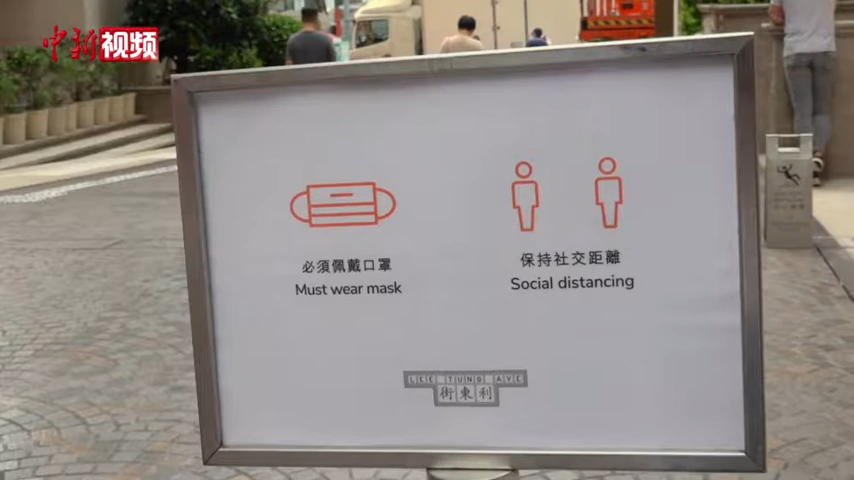 中新视频
必須佩戴口罩
Must wear mask
保持社交距離
Social distancing
LEE TUNG AVE
街東利